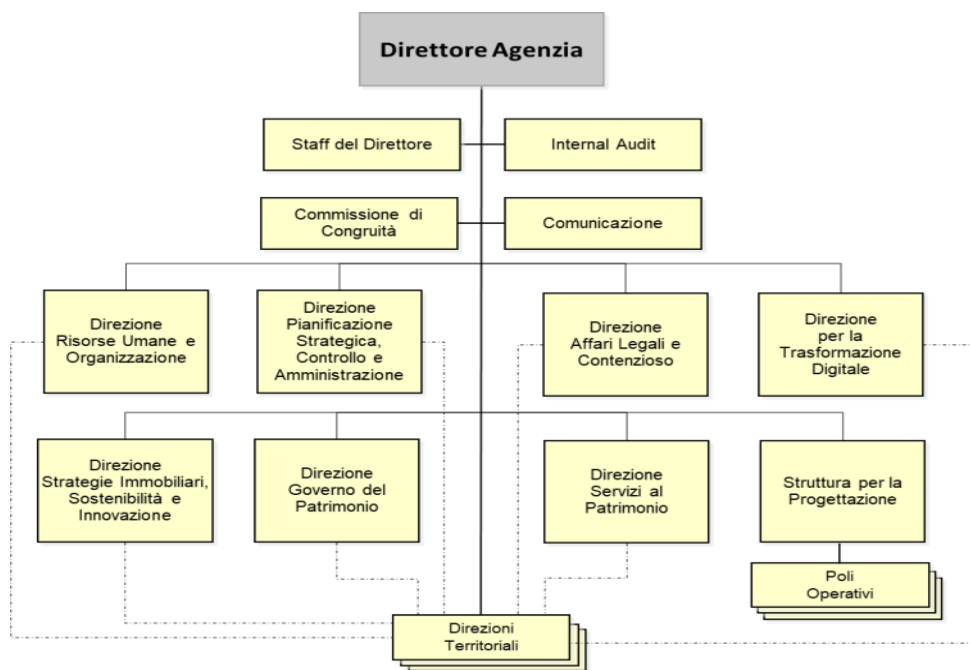 Direttore Agenzia
Staff del Direttore
Internal Audit
Commissione di
Congruità
Comunicazione
Direzione
Risorse Umane e
Organizzazione
Direzione
Pianificazione
Strategica,
Controllo e
Amministrazione
Direzione
Affari Legali e
Contenzioso
Direzione
per la
Trasformazione
Digitale
Direzione
Strategie Immobiliari,
Sostenibilità e
Innovazione
Direzione
Governo del
Patrimonio
Direzione
Servizi al
Patrimonio
Struttura per la
Progettazione
Poli
Operativi
Direzioni
Territoriali